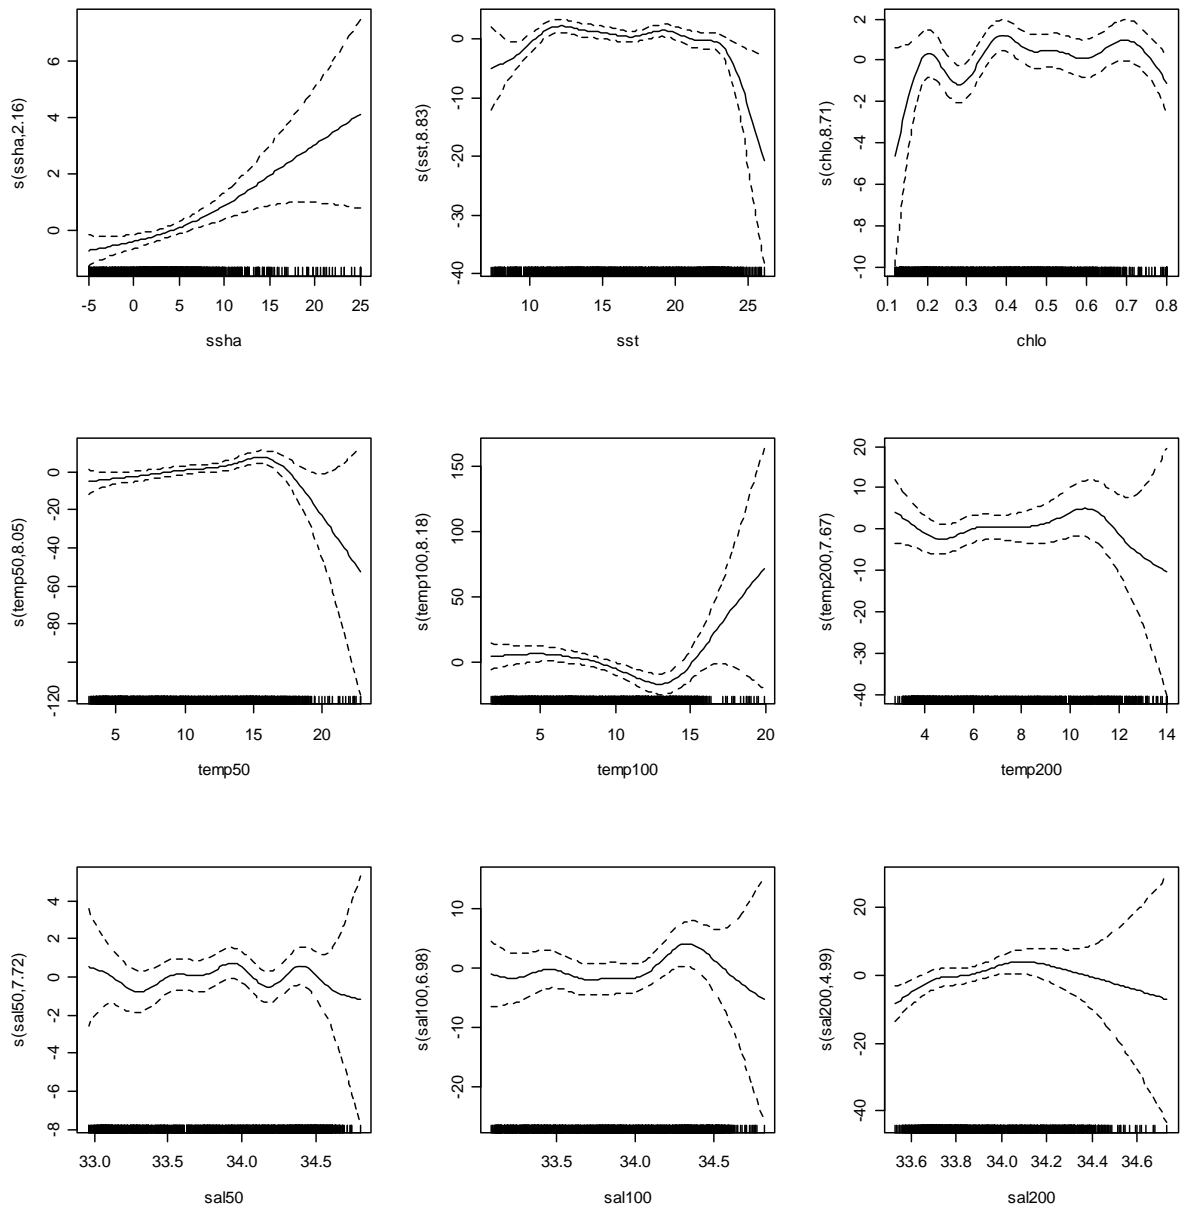 s(ssha,2.16)
6
4
2
0
-5 0 5 10 15 20 25
ssha
s(sst,8.83)
0
-10
-20
-30
-40
10 15 20 25
sst
s(chlo,8.71)
2
0
2
-4
-6
-8
-10
0.1 0.2 0.3 0.4 0.5 0.6 0.7 0.8
chlo
s(temp50,8.05)
0
-20
-40
-60
-80
-120
5 10 15 20
temp50
s(temp100,8.18)
150
100
50
0
5 10 15 20
temp100
s(temp200,7.67)
20
10
0
-10
-20
-30
-40
4 6 8 10 12 14
temp200
s(sal50,7.72)
4
2
0
-2
-4
-6
-8
33.0 33.5 34.0 34.5
sal50
s(sal100,6.98)
10
0
-10
-20
33.5 34.0 34.5
sal100
s(sal200,4.99)
20
0
-20
-40
33.6 33.8 34.0 34.2 34.4 34.6
sal200